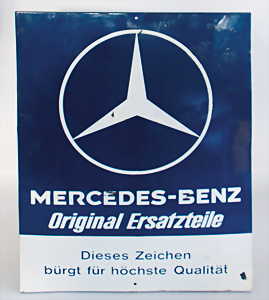 MERCEDES-BENZ
Original Ersatzteile
Dieses Zeichen
bürgt für höchste Qualität